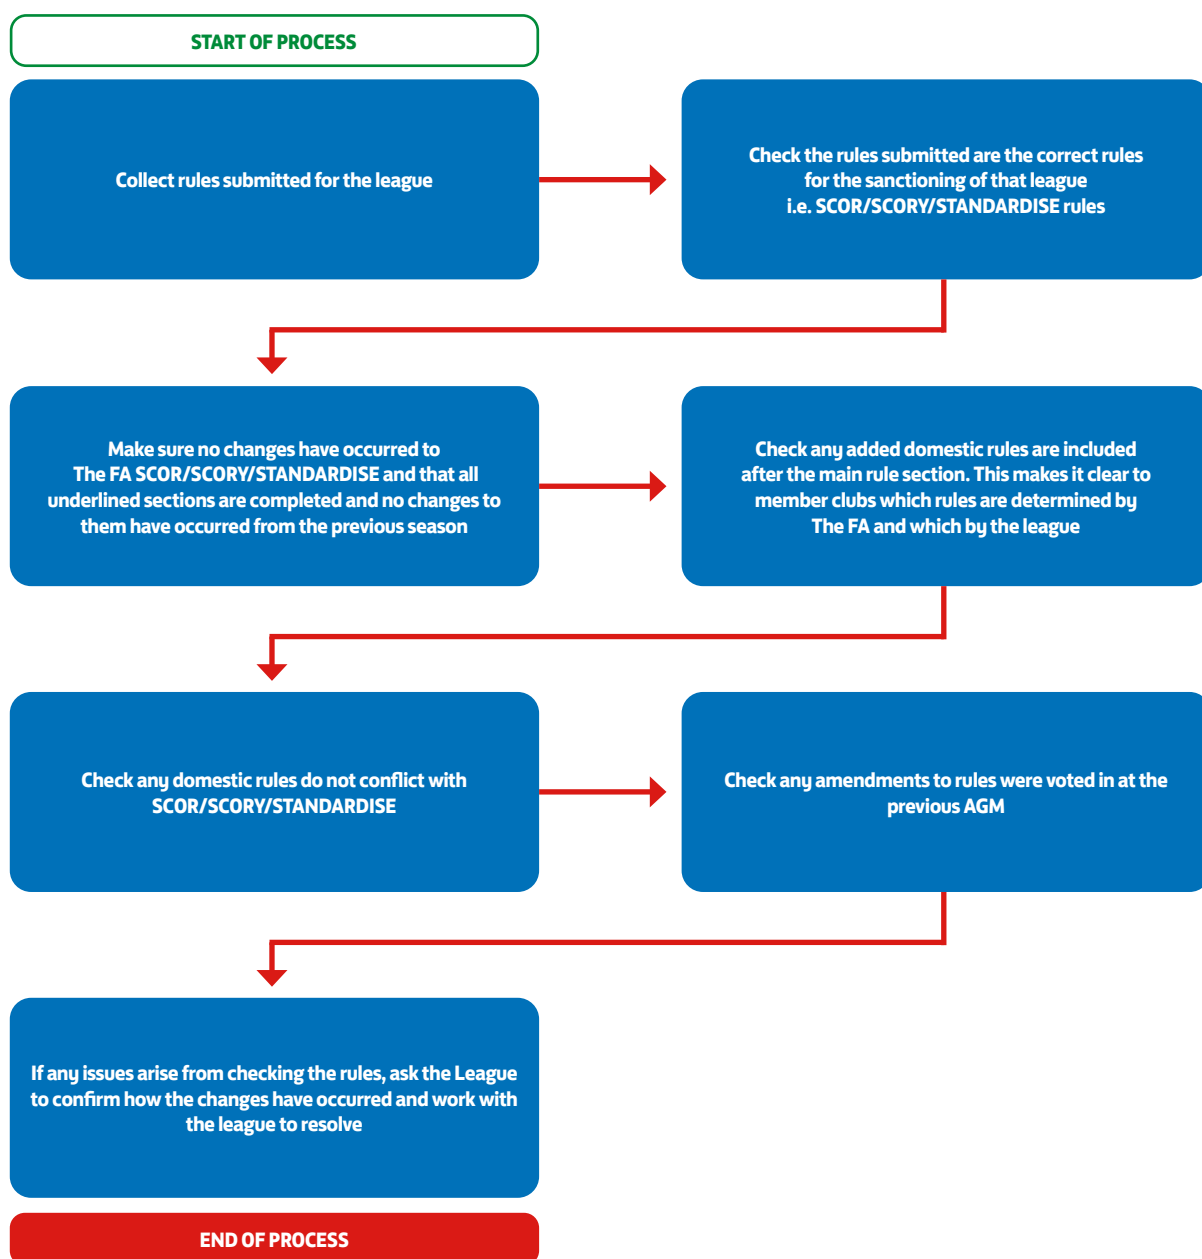 START OF PROCESS
Collect rules submitted for the league
Check the rules submitted are the correct rules
for the sanctioning of that league
i.e. SCOR/SCORY/STANDARDISE rules
Make sure no changes have occurred to
The FA SCOR/SCORY/STANDARDISE and that all
underlined sections are completed and no changes to
them have occurred from the previous season
Check any added domestic rules are included
after the main rule section. This makes it clear to
member clubs which rules are determined by
The FA and which by the league
Check any domestic rules do not conflict with
SCOR/SCORY/STANDARDISE
Check any amendments to rules were voted in at the
previous AGM
If any issues arise from checking the rules, ask the League
to confirm how the changes have occurred and work with
the league to resolve
END OF PROCESS